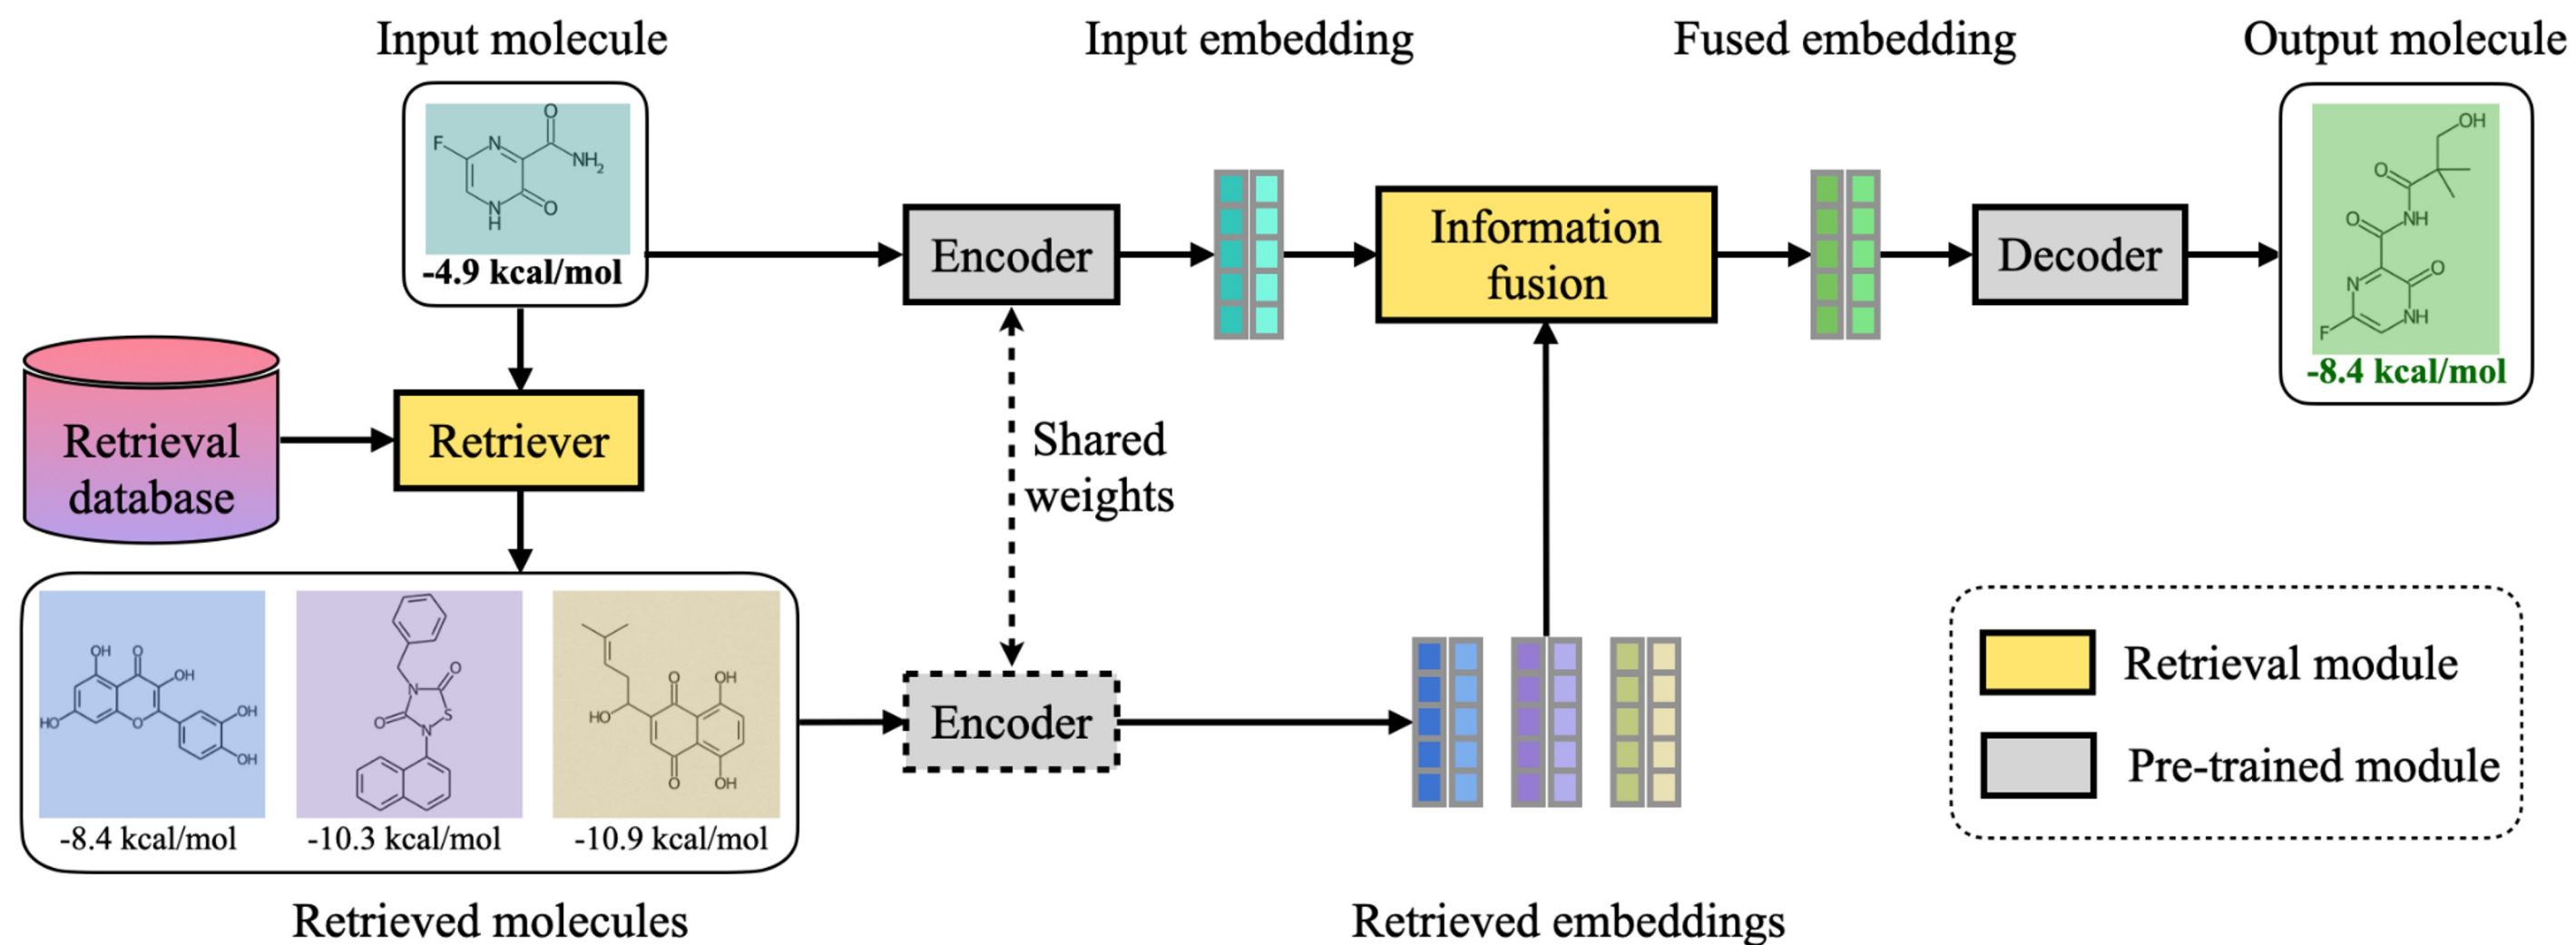 Input molecule
Input embedding
Fused embedding
Output molecule
F
N
O
NH2
N
H
O
-4.9 kcal/mol
Encoder
Information
fusion
Decoder
OH
O
O
NH
N
O
NH
F
-8.4 kcal/mol
Retrieval
database
Retriever
Shared
weights
OH
O
OH
HO
O
OH
OH
-8.4 kcal/mol
O
N
S
O
N
-10.3 kcal/mol
O
OH
HO
O
OH
-10.9 kcal/mol
Encoder
Retrieval module
Pre-trained module
Retrieved molecules
Retrieved embeddings